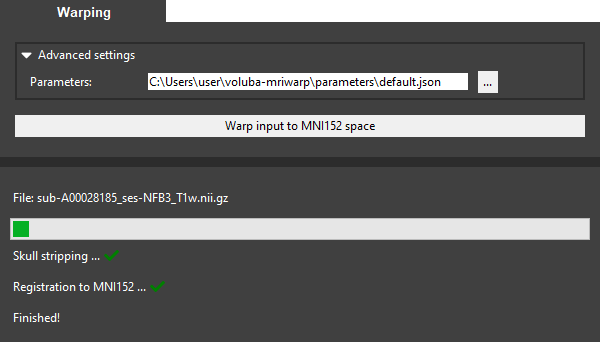 Warping
Advanced settings
Parameters: C:\Users\user\voluba-mriwarp\parameters\default.json ...
Warp input to MNI152 space
File: sub-A00028185_ses-NFB3_T1w.nii.gz
Skull stripping ...
Registration to MNI152 ...
Finished!